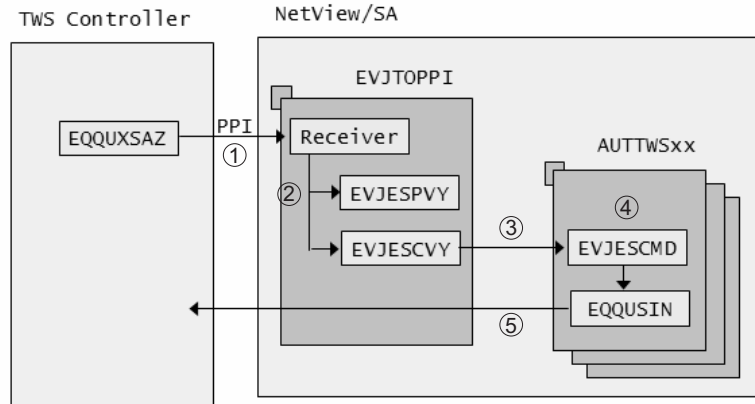 TWS Controller
NetView/SA
EVJTOPPI
EQQUXSAZ
PPI
①
Receiver
AUTTWSxx
②
EVJESPVY
④
EVJESCVY
③
EVJESCMD
EQQUSIN
⑤